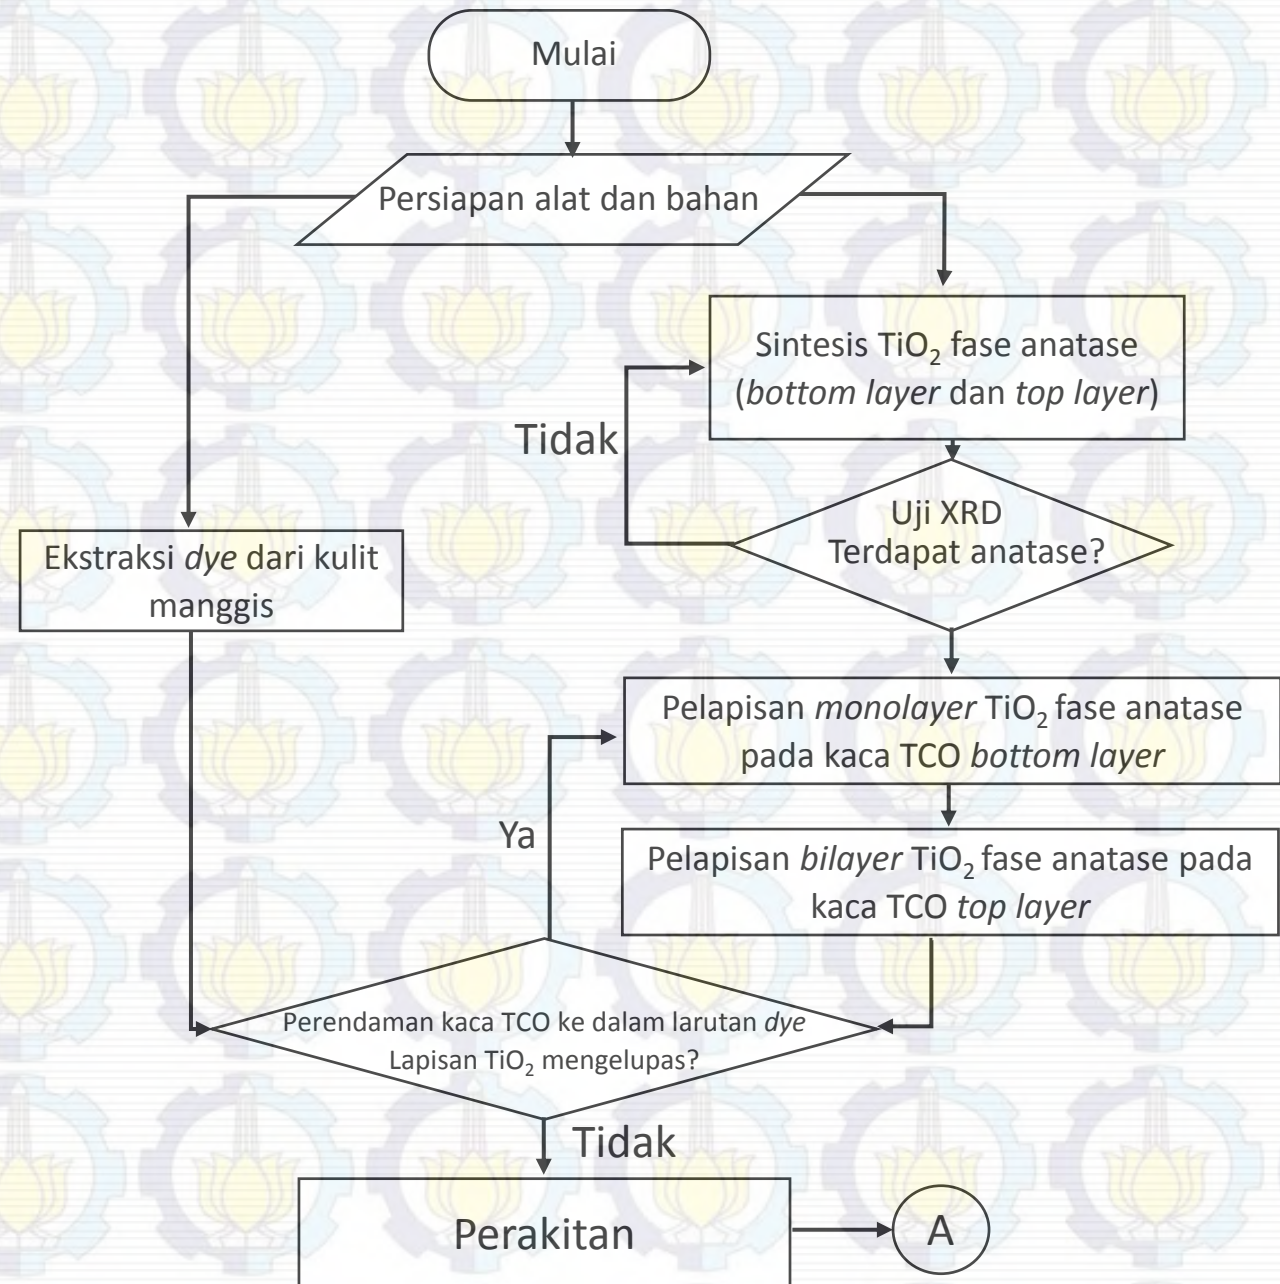 Mulai
Persiapan alat dan bahan
Sintesis TiO₂ fase anatase
(bottom layer dan top layer)
Tidak
Uji XRD
Terdapat anatase?
Ekstraksi dye dari kulit
manggis
Pelapisan monolayer TiO₂ fase anatase
pada kaca TCO bottom layer
Ya
Pelapisan bilayer TiO₂ fase anatase pada
kaca TCO top layer
Perendaman kaca TCO ke dalam larutan dye
Lapisan TiO₂ mengelupas?
Tidak
Perakitan
A